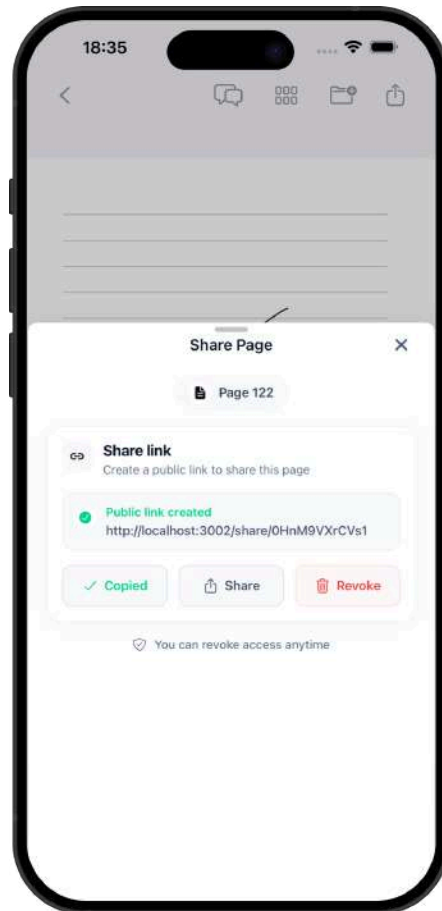 18:35
Share Page
Page 122
Share link
Create a public link to share this page
Public link created
http://localhost:3002/share/0HnM9VXrCVs1
Copied
Share
Revoke
You can revoke access anytime